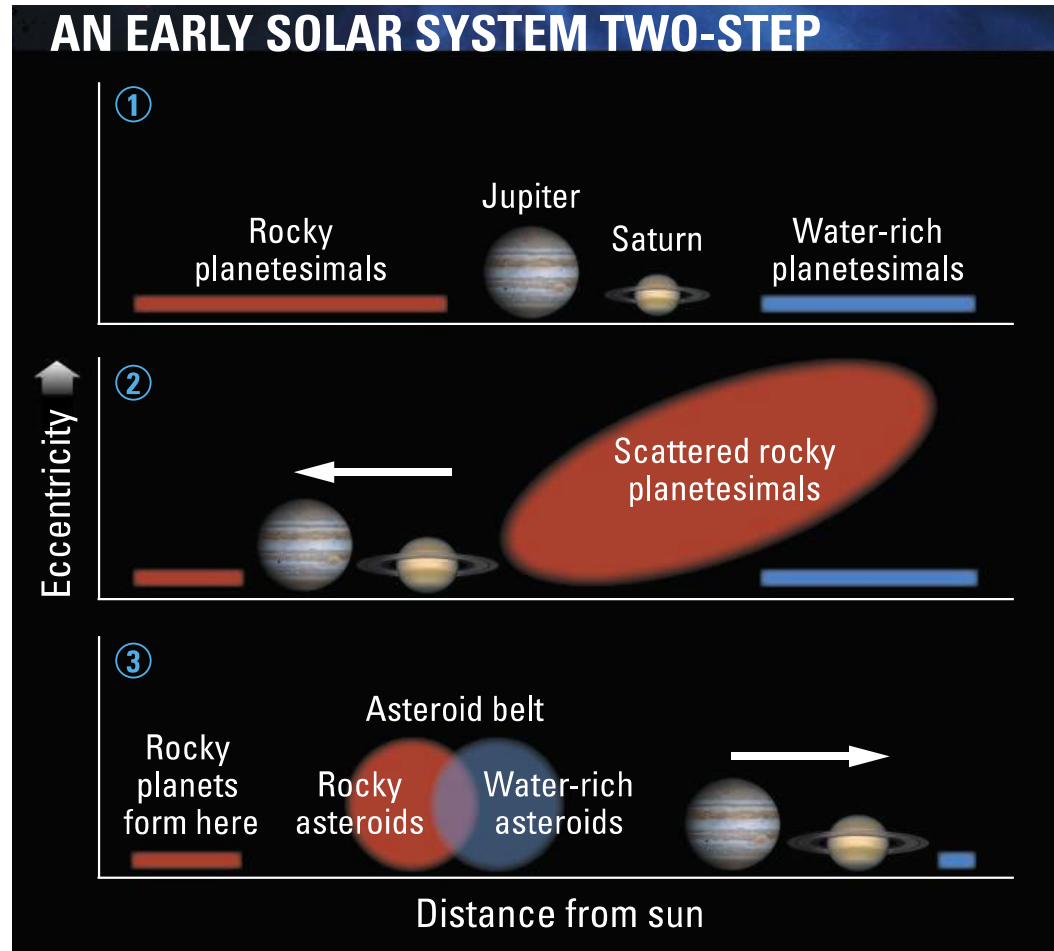 AN EARLY SOLAR SYSTEM TWO-STEP
1
Jupiter
Saturn
Rocky
planetesimals
Water-rich
planetesimals
Eccentricity
2
Scattered rocky
planetesimals
3
Asteroid belt
Rocky
planets
form here
Rocky
asteroids
Water-rich
asteroids
Distance from sun